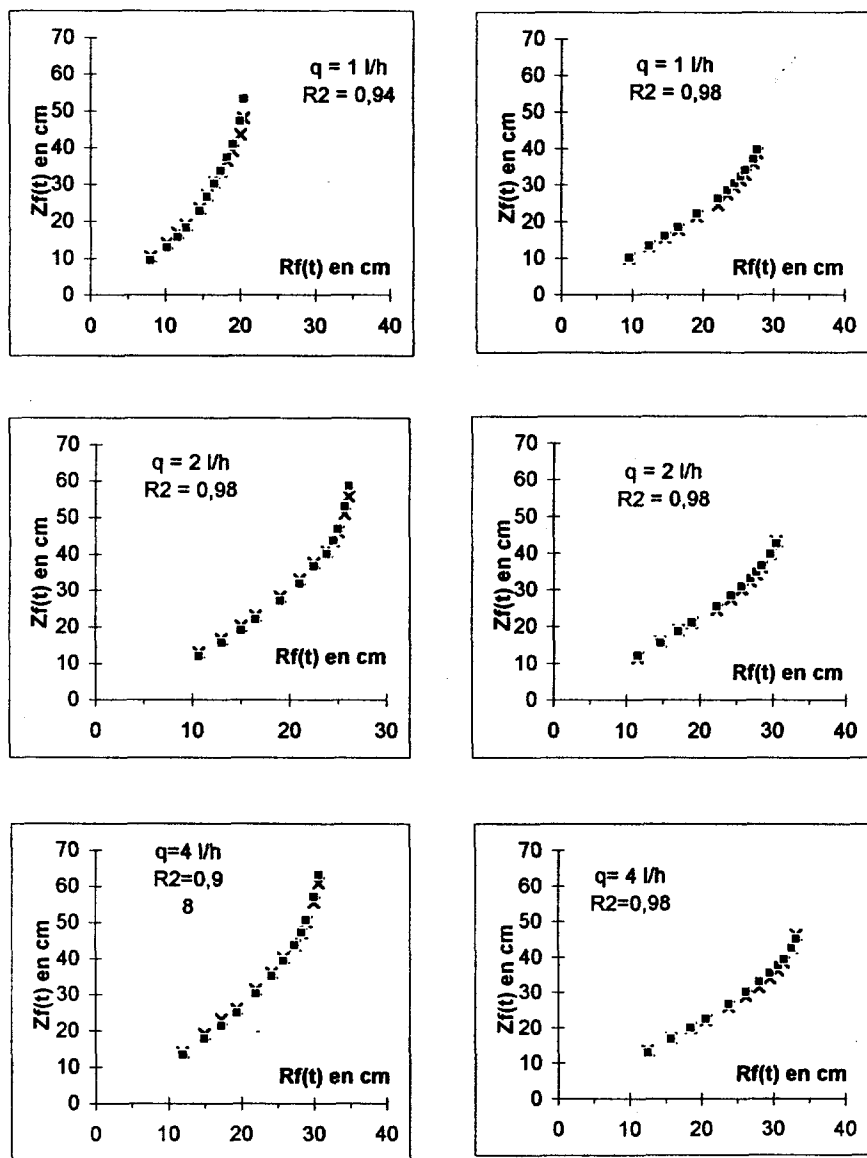 70
60
50
40
30
20
10
0
Zf(t) en cm
q = 1 l/h
R2 = 0,94
Rf(t) en cm
0 10 20 30 40
70
60
50
40
30
20
10
0
Zf(t) en cm
q = 1 l/h
R2 = 0,98
Rf(t) en cm
0 10 20 30 40
70
60
50
40
30
20
10
0
Zf(t) en cm
q = 2 l/h
R2 = 0,98
Rf(t) en cm
0 10 20 30
70
60
50
40
30
20
10
0
Zf(t) en cm
q = 2 l/h
R2 = 0,98
Rf(t) en cm
0 10 20 30 40
70
60
50
40
30
20
10
0
Zf(t) en cm
q=4 l/h
R2=0,9
8
Rf(t) en cm
0 10 20 30 40
70
60
50
40
30
20
10
0
Zf(t) en cm
q= 4 l/h
R2=0,98
Rf(t) en cm
0 10 20 30 40